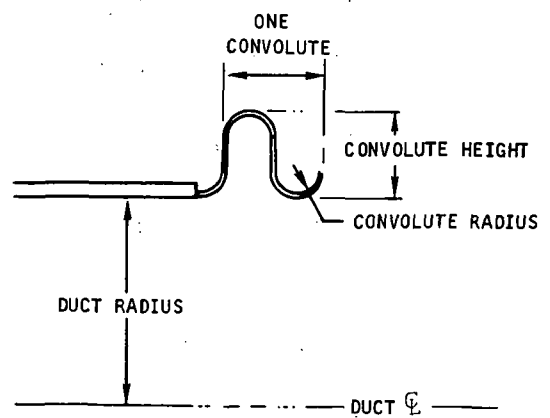 ONE
CONVOLUTE
CONVOLUTE HEIGHT
CONVOLUTE RADIUS
DUCT RADIUS
DUCT ℄